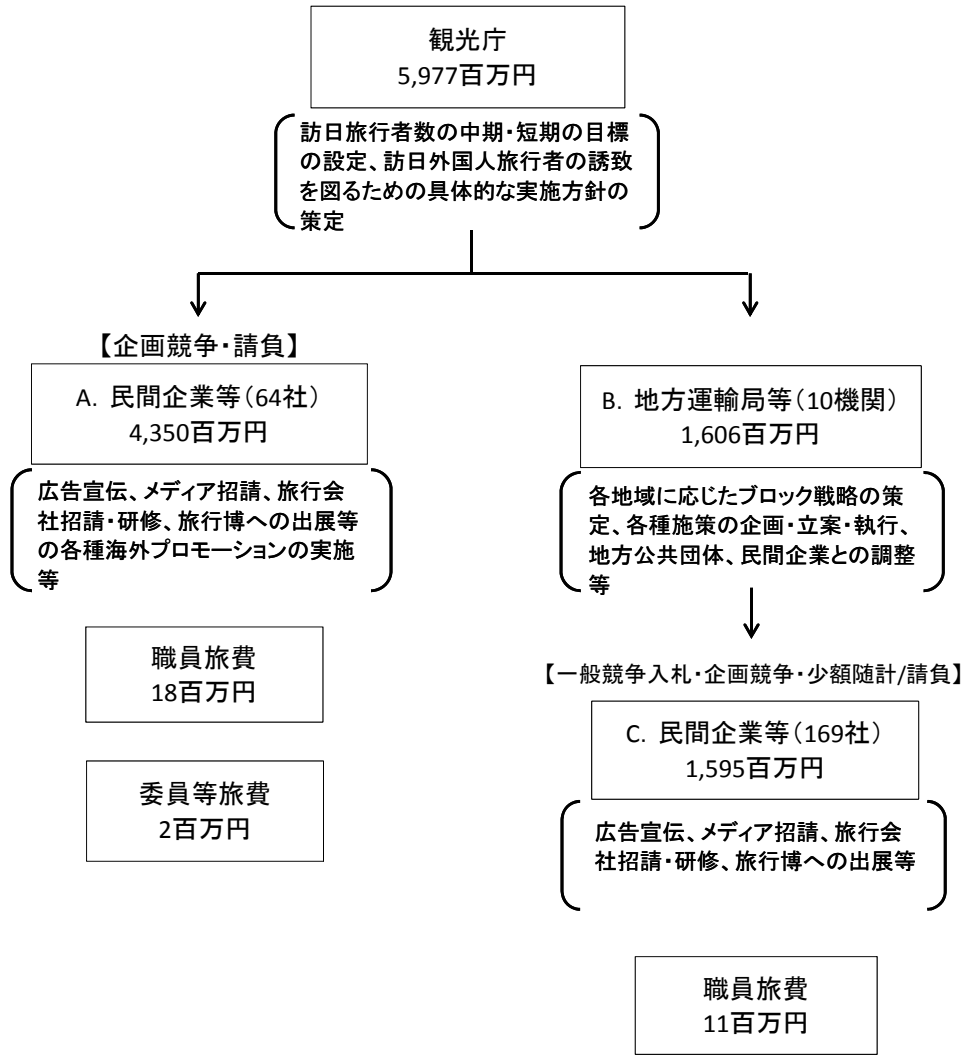 観光庁
5,977百万円
訪日旅行者数の中期・短期の目標
の設定、訪日外国人旅行者の誘致
を図るための具体的な実施方針の
策定
【企画競争・請負】
A. 民間企業等（64社）
4,350百万円
広告宣伝、メディア招請、旅行会
社招請・研修、旅行博への出展等
の各種海外プロモーションの実施
等
職員旅費
18百万円
委員等旅費
2百万円
B. 地方運輸局等（10機関）
1,606百万円
各地域に応じたブロック戦略の策
定、各種施策の企画・立案・執行、
地方公共団体、民間企業との調整
等
【一般競争入札・企画競争・少額随計/請負】
C. 民間企業等（169社）
1,595百万円
広告宣伝、メディア招請、旅行会
社招請・研修、旅行博への出展等
職員旅費
11百万円